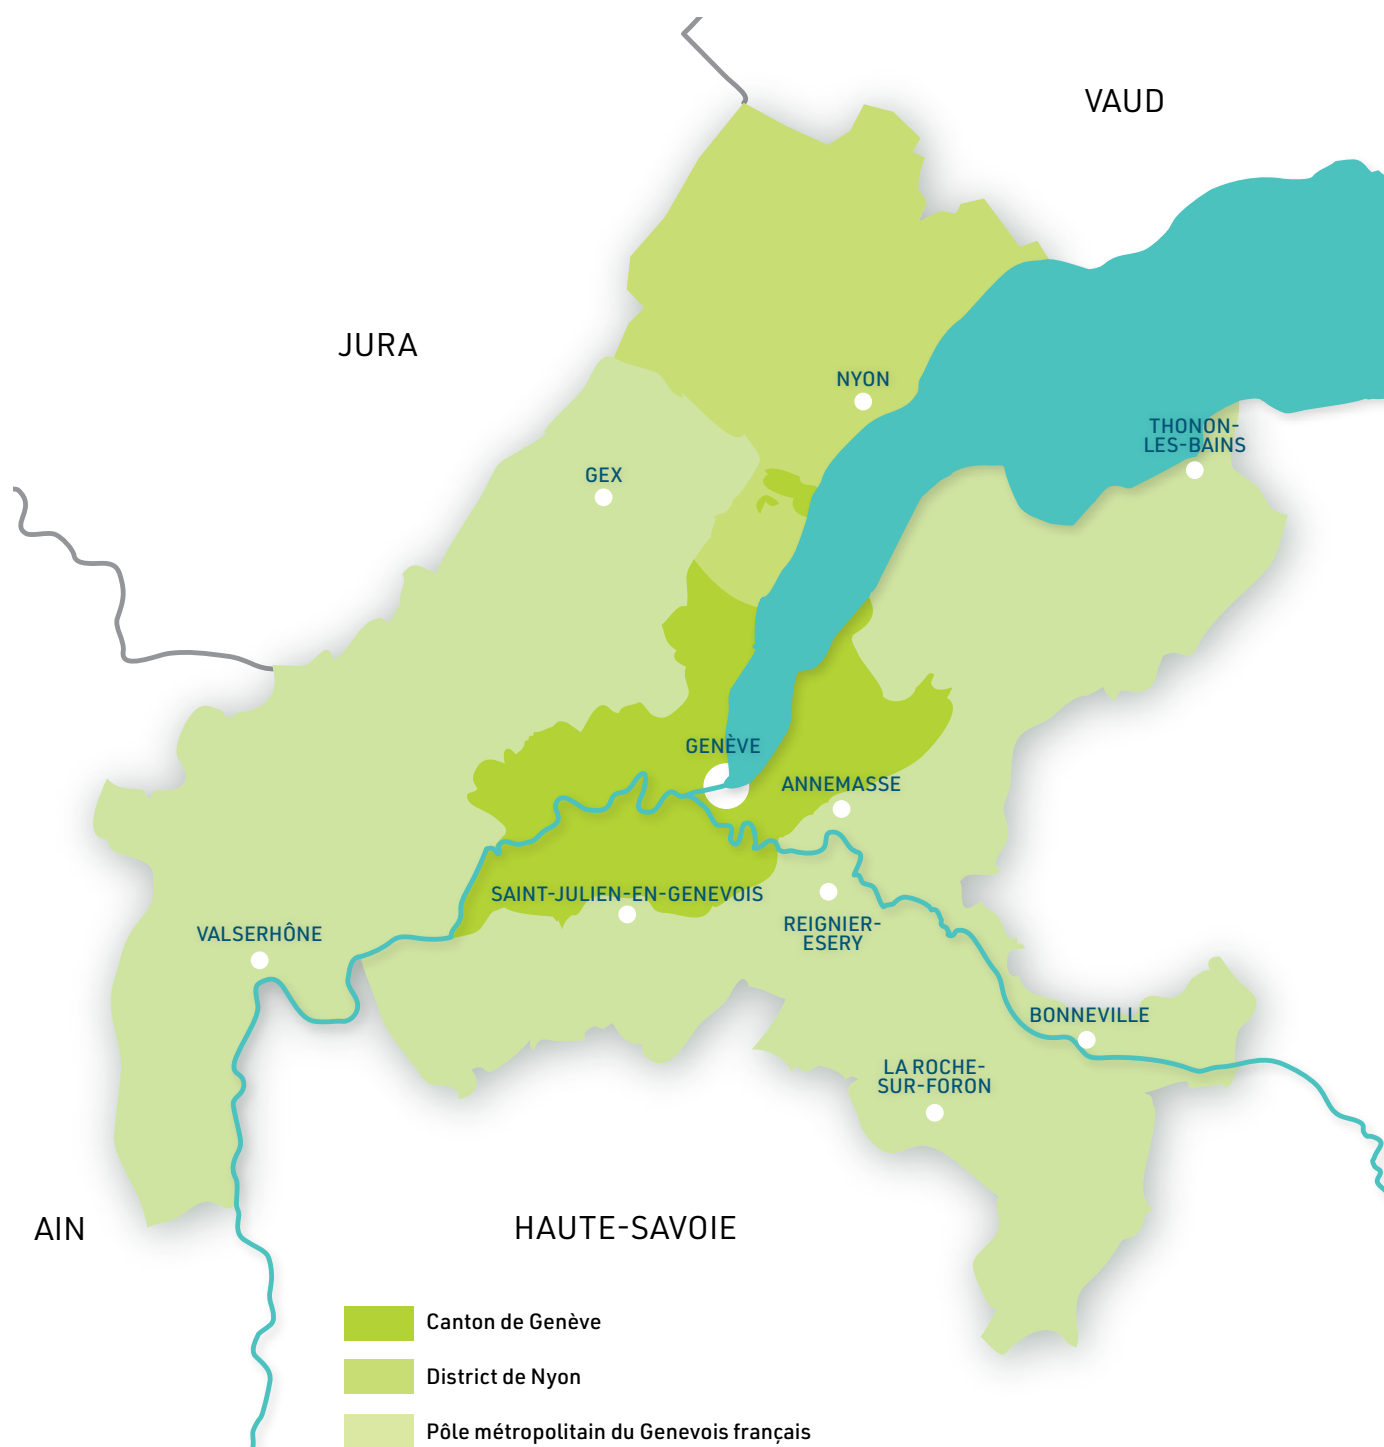 VAUD
JURA
NYON
THONON-
LES-BAINS
GEX
GENÈVE
ANNEMASSE
SAINT-JULIEN-EN-GENEVOIS
REIGNIER-
ESERY
VALSERHÔNE
BONNEVILLE
LA ROCHE-
SUR-FORON
AIN
HAUTE-SAVOIE
Canton de Genève
District de Nyon
Pôle métropolitain du Genevois français